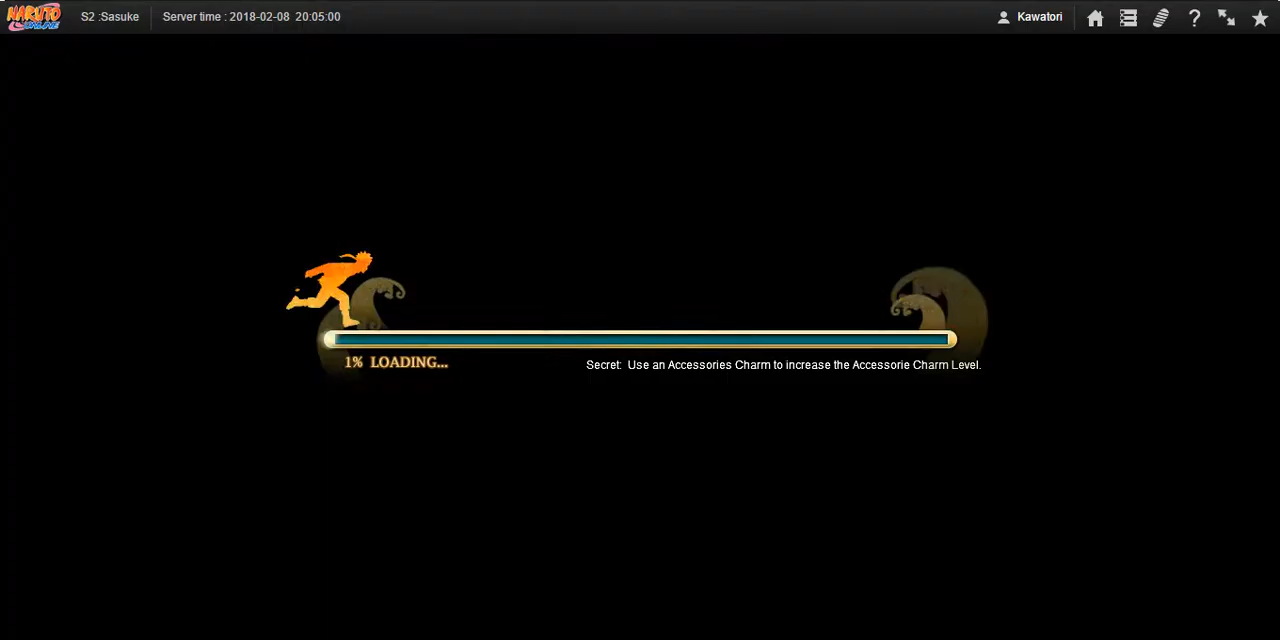 NARUTO
ONLINE
S2 :Sasuke
Server time : 2018-02-08 20:05:00
Kawatori
1% LOADING...
Secret: Use an Accessories Charm to increase the Accessorie Charm Level.